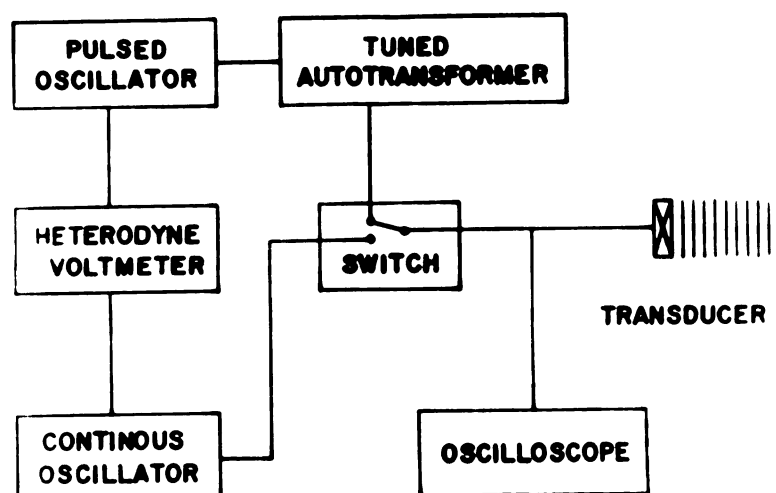 PULSED
OSCILLATOR
TUNED
AUTOTRANSFORMER
HETERODYNE
VOLTMETER
SWITCH
TRANSDUCER
CONTINOUS
OSCILLATOR
OSCILLOSCOPE